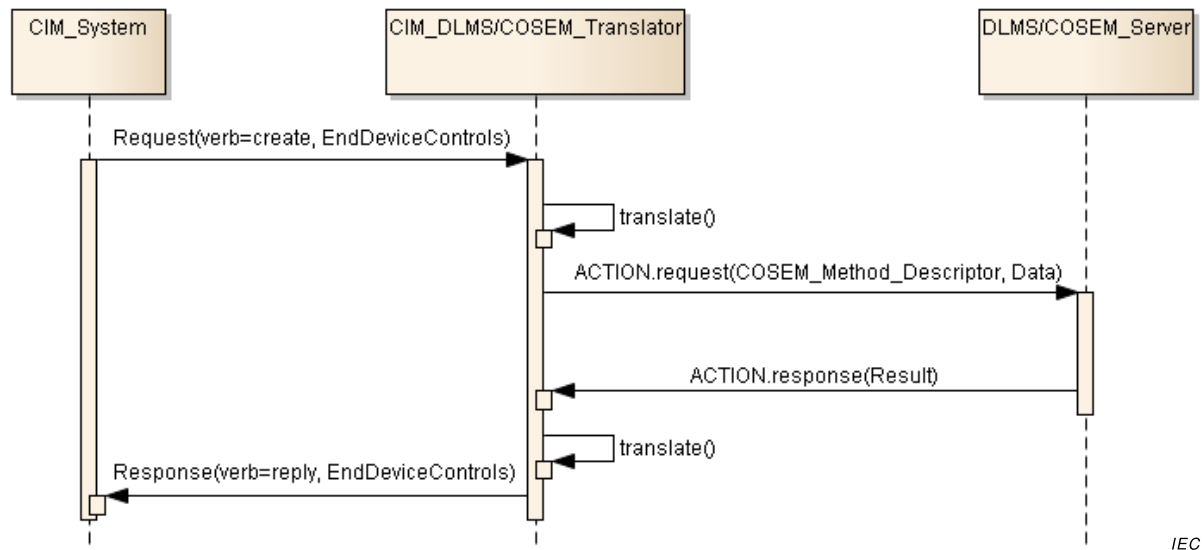 CIM_System
CIM_DLMS/COSEM_Translator
DLMS/COSEM_Server
Request(verb=create, EndDeviceControls)
translate()
ACTION.request(COSEM_Method_Descriptor, Data)
ACTION.response(Result)
translate()
Response(verb=reply, EndDeviceControls)
IEC